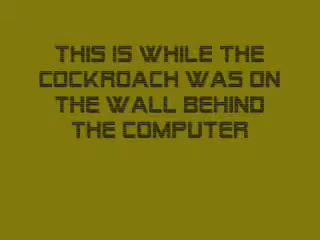 THIS IS WHILE THE
COCKROACH WAS ON
THE WALL BEHIND
THE COMPUTER